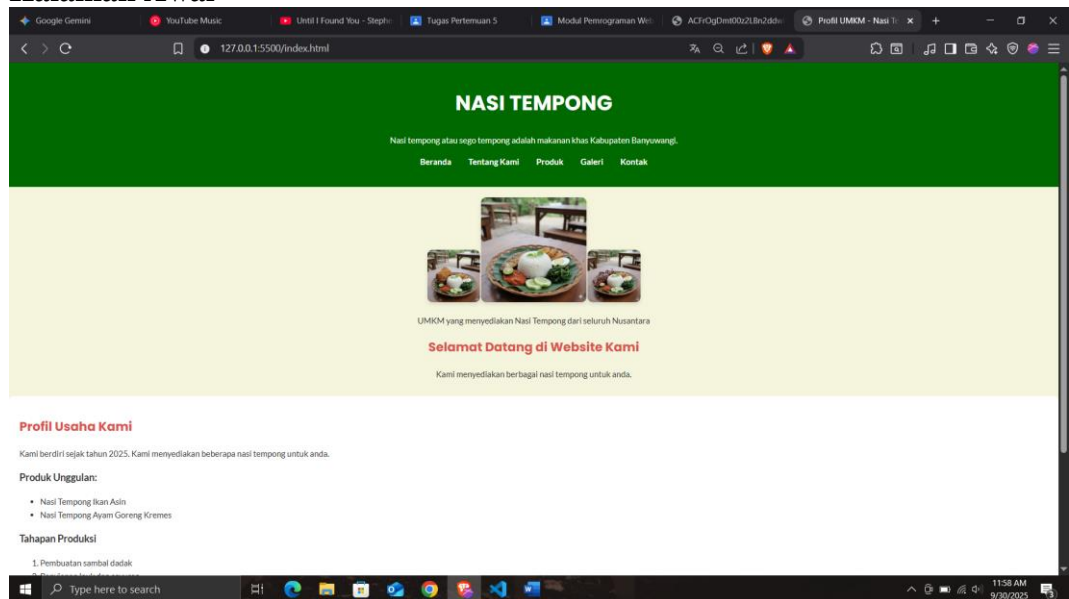 Google Gemini
YouTube Music
Until I Found You - Stephe
Tugas Pertemuan 5
Modul Pemrograman Web
Profil UMKM - Nasi Te
127.0.0.1:5500/index.html
NASI TEMPONG
Nasi tempong atau sego tempong adalah makanan khas Kabupaten Banyuwangi.
Beranda Tentang Kami Produk Galeri Kontak
UMKM yang menyediakan Nasi Tempong dari seluruh Nusantara
Selamat Datang di Website Kami
Kami menyediakan berbagai nasi tempong untuk anda.
Profil Usaha Kami
Kami berdiri sejak tahun 2025. Kami menyediakan beberapa nasi tempong untuk anda.
Produk Unggulan:
• Nasi Tempong Ikan Asin
• Nasi Tempong Ayam Goreng Kremes
Tahapan Produksi
1. Pembuatan sambal dadak
Type here to search
11:58 AM
9/30/2025